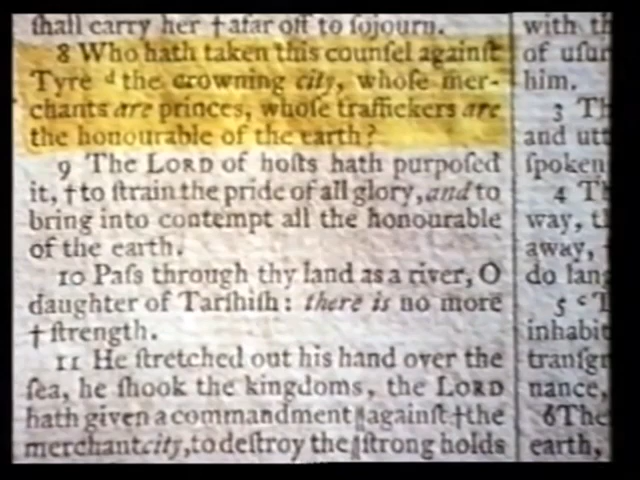 ſhall carry her † afar off to ſojourn.
8 Who hath taken this counſel againſt
Tyre ᵈ the crowning city, whoſe mer-
chants are princes, whoſe traffickers are
the honourable of the earth?
9 The LORD of hoſts hath purpoſed
it, † to ſtrain the pride of all glory, and to
bring into contempt all the honourable
of the earth.
10 Paſs through thy land as a river, O
daughter of Tarſhiſh: there is no more
† ſtrength.
11 He ſtretched out his hand over the
ſea, he ſhook the kingdoms, the LORD
hath given a commandment ‖ againſt † the
merchant city, to deſtroy the ‖ ſtrong holds
with th
of uſur
him.
3 Th
and utt
ſpoken
4 T
way, tl
away,
do lang
5 ᶜ T
inhabit
tranſgr
nance,
6 The
earth,